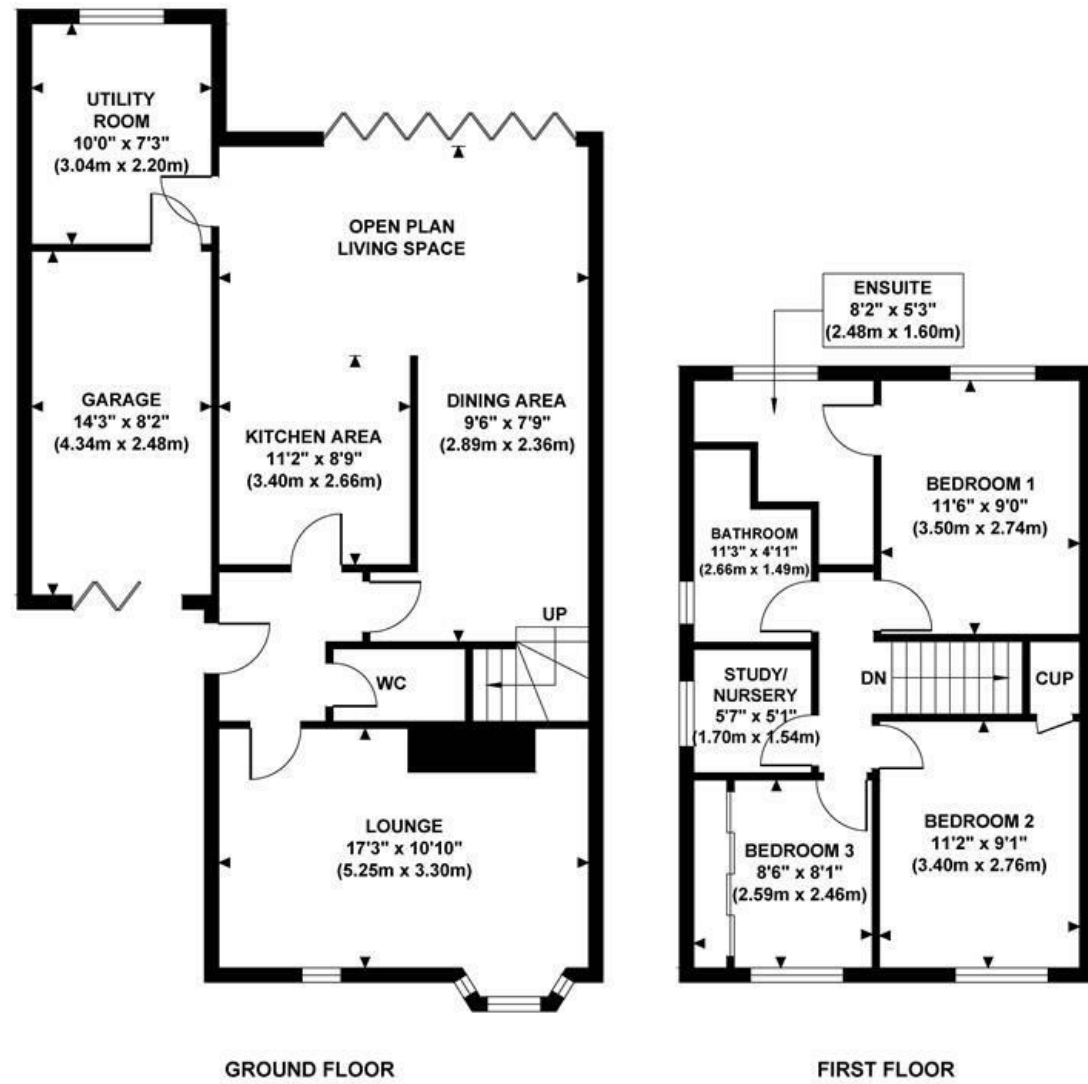 UTILITY
ROOM
10'0" x 7'3"
(3.04m x 2.20m)
OPEN PLAN
LIVING SPACE
GARAGE
14'3" x 8'2"
(4.34m x 2.48m)
KITCHEN AREA
11'2" x 8'9"
(3.40m x 2.66m)
DINING AREA
9'6" x 7'9"
(2.89m x 2.36m)
UP
WC
LOUNGE
17'3" x 10'10"
(5.25m x 3.30m)
GROUND FLOOR
ENSUITE
8'2" x 5'3"
(2.48m x 1.60m)
BEDROOM 1
11'6" x 9'0"
(3.50m x 2.74m)
BATHROOM
11'3" x 4'11"
(2.66m x 1.49m)
STUDY/
NURSERY
5'7" x 5'1"
(1.70m x 1.54m)
DN
CUP
BEDROOM 2
11'2" x 9'1"
(3.40m x 2.76m)
BEDROOM 3
8'6" x 8'1"
(2.59m x 2.46m)
FIRST FLOOR